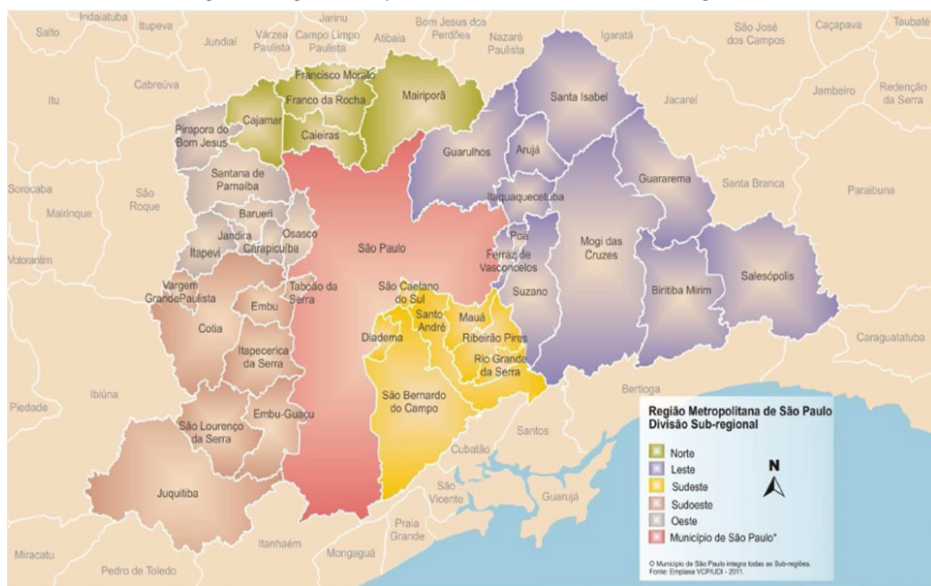 Indaiatuba
Itupeva
Jarinu
Bom Jesus dos
Perdões
Salto
Jundiaí
Várzea
Paulista
Campo Limpo
Paulista
Atibaia
Nazaré
Paulista
Igaratá
São José
dos Campos
Caçapava
Taubaté
Itu
Cabreúva
Francisco Morato
Franco da Rocha
Mairiporã
Santa Isabel
Jacareí
Jambeiro
Redenção
da Serra
Pirapora do
Bom Jesus
Cajamar
Caieiras
Guarulhos
Arujá
Santana de
Parnaíba
Itaquaquecetuba
Guararema
Santa Branca
Paraibuna
Sorocaba
Mairinque
São
Roque
Barueri
Jandira
Osasco
Itapevi
Carapicuíba
São Paulo
Poá
Ferraz de
Vasconcelos
Mogi das
Cruzes
Votorantim
Vargem
GrandePaulista
Taboão da
Serra
São Caetano
do Sul
Suzano
Biritiba Mirim
Salesópolis
Cotia
Embu
Santo
André
Mauá
Diadema
Ribeirão Pires
Itapecerica
da Serra
Rio Grande
da Serra
Caraguatatuba
Piedade
Ibiúna
São Bernardo
do Campo
Bertioga
São Lourenço
da Serra
Embu-Guaçu
Santos
Cubatão
Juquitiba
São
Vicente
Guarujá
Itanhaém
Praia
Grande
Mongaguá
Miracatu
Pedro de Toledo
Região Metropolitana de São Paulo
Divisão Sub-regional
Norte
Leste
Sudeste
Sudoeste
Oeste
Município de São Paulo*
N
O Município de São Paulo integra todas as Sub-regiões.
Fonte: Emplasa VCP/UDI - 2011.